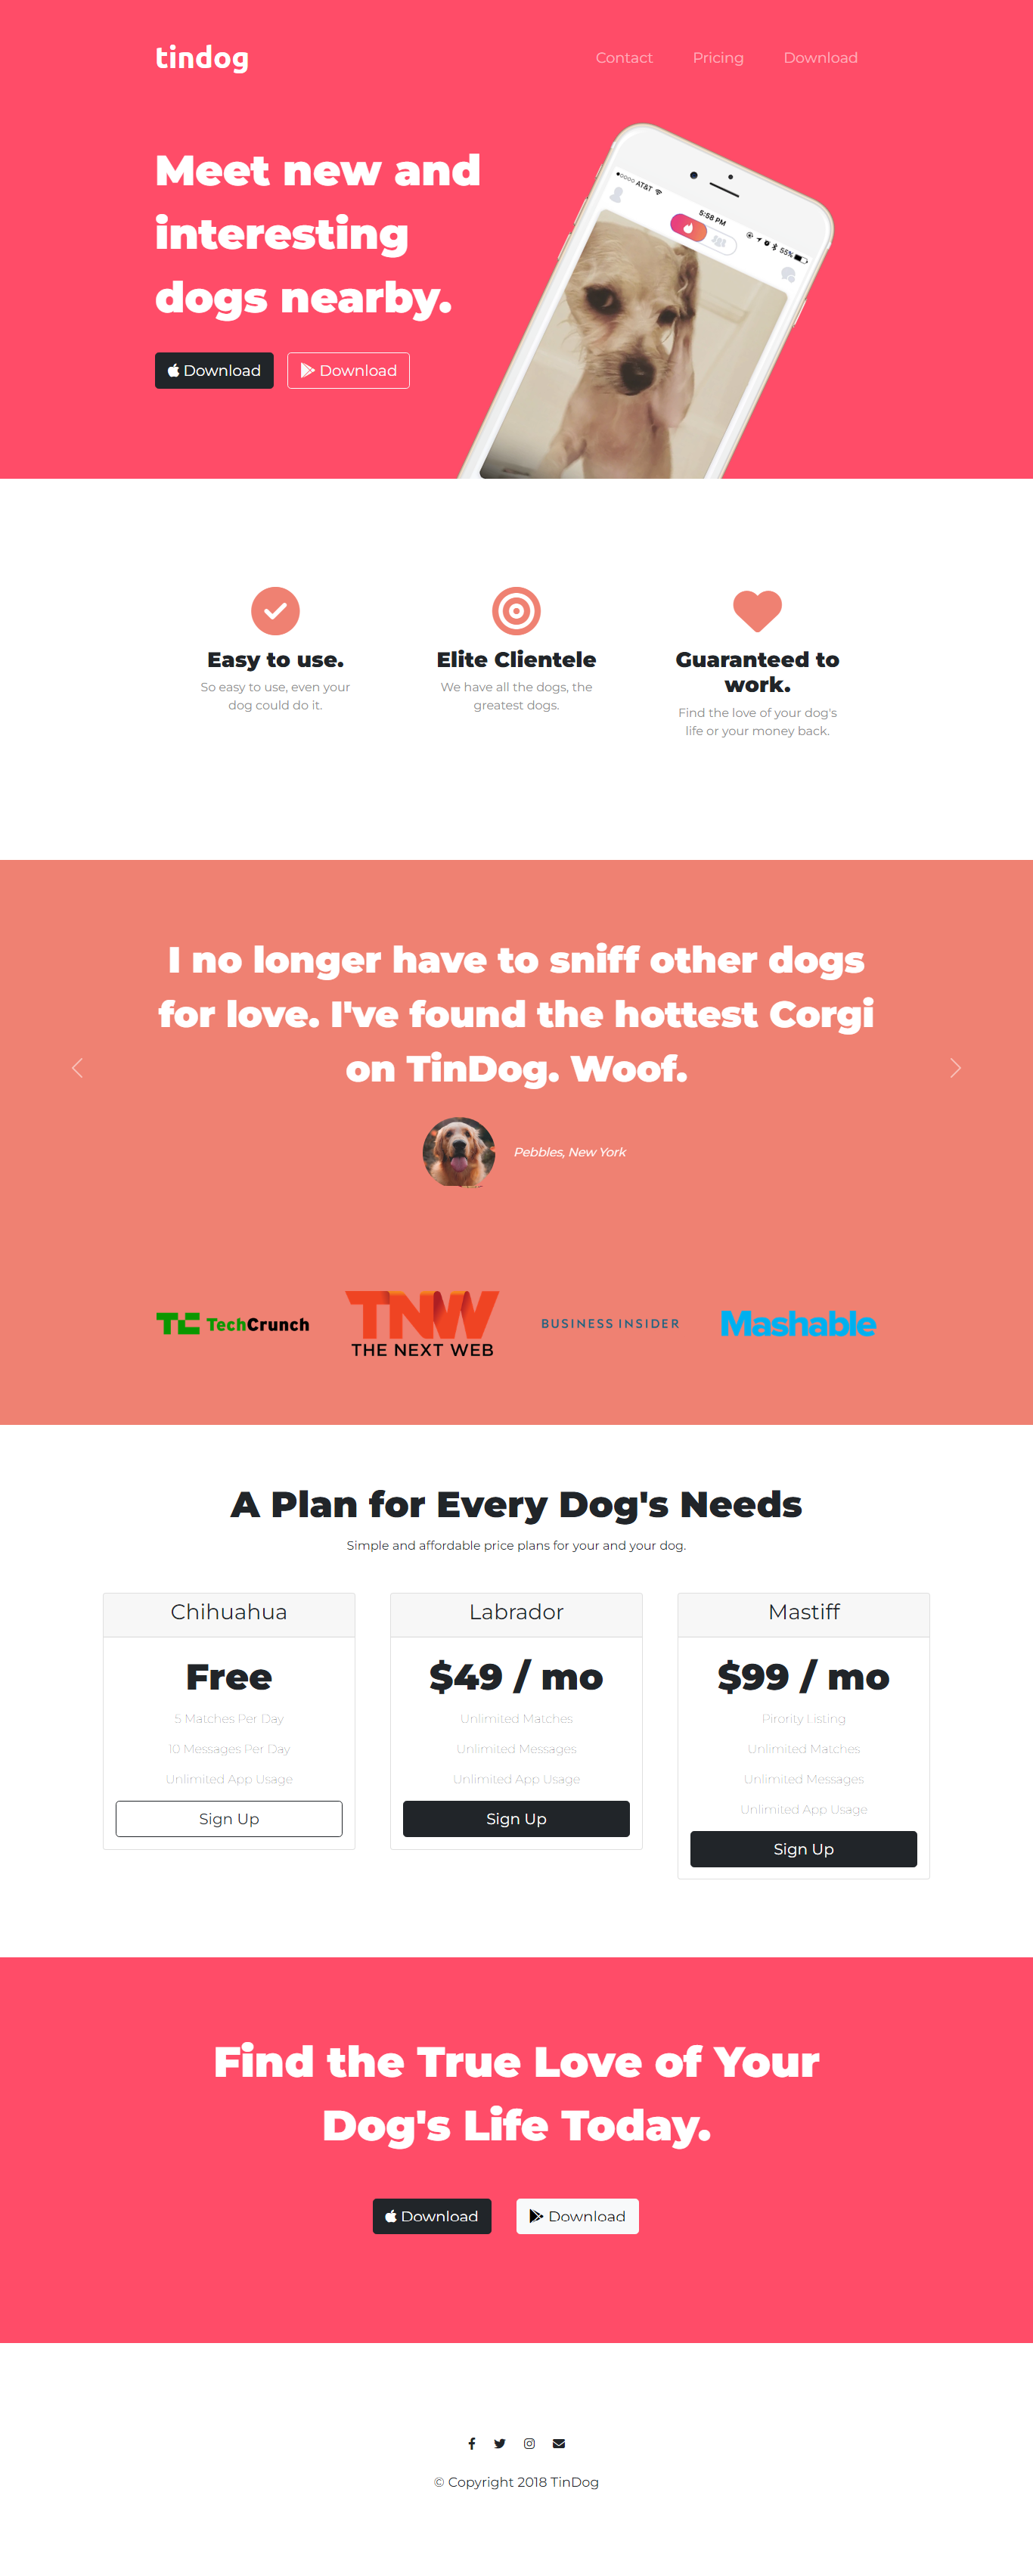 tindog
Contact
Pricing
Download
Meet new and
interesting
dogs nearby.
Download
Download
●○○○○ AT&T
5:58 PM
55%
Easy to use.
So easy to use, even your
dog could do it.
Elite Clientele
We have all the dogs, the
greatest dogs.
Guaranteed to
work.
Find the love of your dog's
life or your money back.
I no longer have to sniff other dogs
for love. I've found the hottest Corgi
on TinDog. Woof.
Pebbles, New York
TC TechCrunch
TNW
THE NEXT WEB
BUSINESS INSIDER
Mashable
A Plan for Every Dog's Needs
Simple and affordable price plans for your and your dog.
Chihuahua
Free
5 Matches Per Day
10 Messages Per Day
Unlimited App Usage
Sign Up
Labrador
$49 / mo
Unlimited Matches
Unlimited Messages
Unlimited App Usage
Sign Up
Mastiff
$99 / mo
Pirority Listing
Unlimited Matches
Unlimited Messages
Unlimited App Usage
Sign Up
Find the True Love of Your
Dog's Life Today.
Download
Download
© Copyright 2018 TinDog